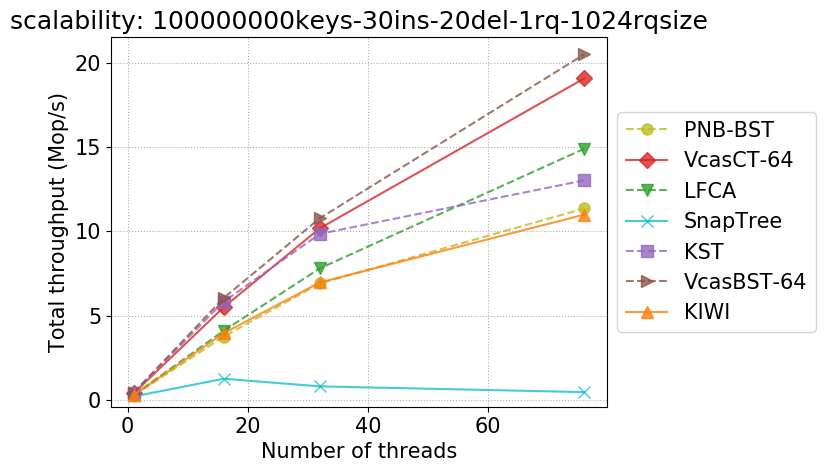 scalability: 100000000keys-30ins-20del-1rq-1024rqsize
Total throughput (Mop/s)
20
15
10
5
0
0 20 40 60
Number of threads
PNB-BST
VcasCT-64
LFCA
SnapTree
KST
VcasBST-64
KIWI